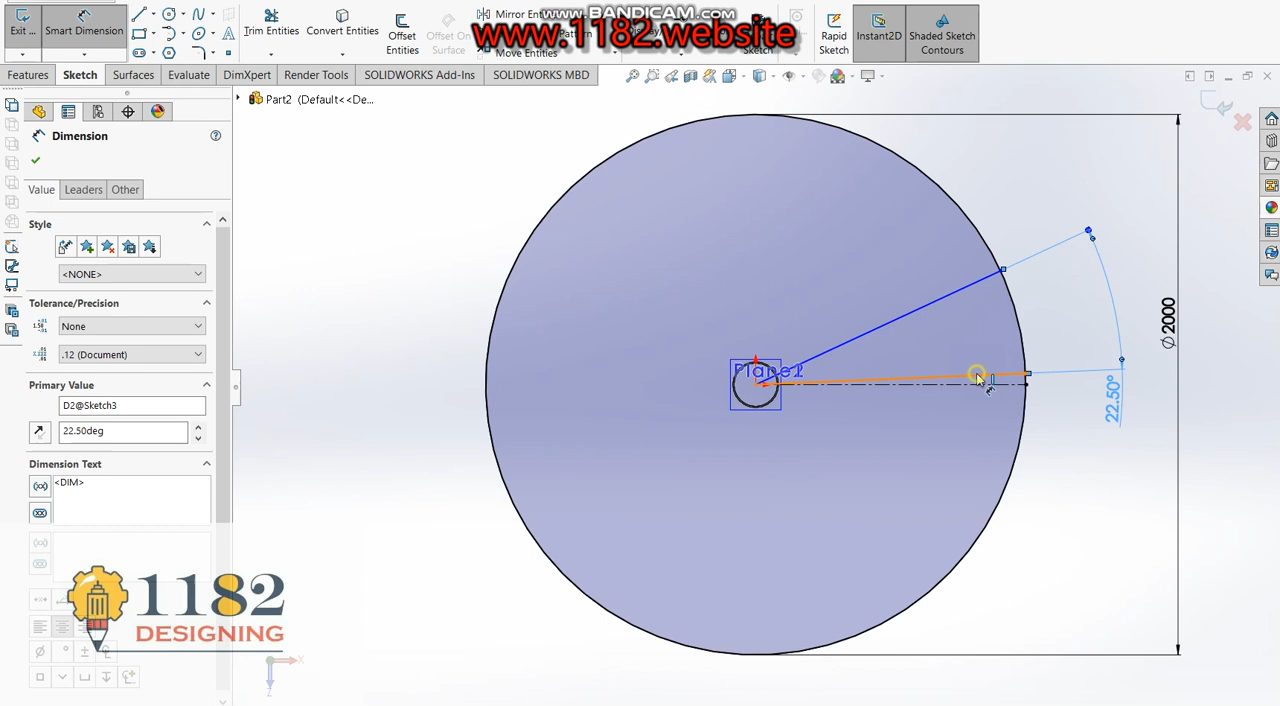 WWW.BANDICAM.COM
www.1182.website
Exit ...
Smart Dimension
Trim Entities
Convert Entities
Offset Entities
Offset On Surface
Mirror Enti
Pattern
Move Entities
Sketch
Rapid Sketch
Instant2D
Shaded Sketch Contours
Features
Sketch
Surfaces
Evaluate
DimXpert
Render Tools
SOLIDWORKS Add-Ins
SOLIDWORKS MBD
Part2 (Default<<De...
Dimension
Value
Leaders
Other
Style
<NONE>
Tolerance/Precision
None
.12 (Document)
Primary Value
D2@Sketch3
22.50deg
Dimension Text
<DIM>
22.50°
∅2000
1182
DESIGNING